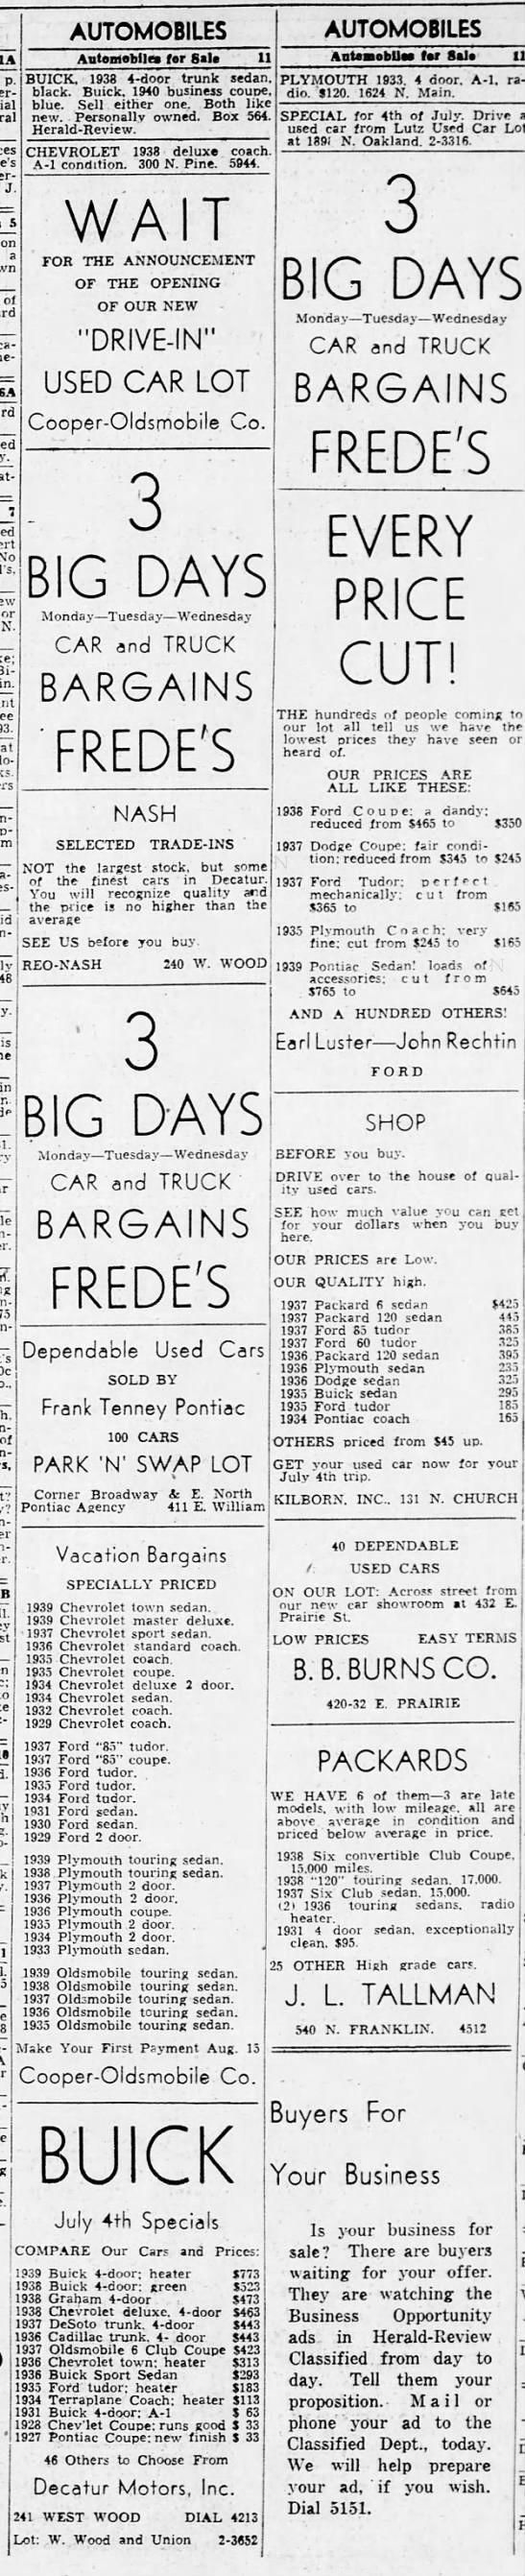 AUTOMOBILES
Automobiles for Sale 11
BUICK, 1938 4-door trunk sedan,
black. Buick, 1940 business coupe,
blue. Sell either one. Both like
new. Personally owned. Box 564.
Herald-Review.
CHEVROLET 1938 deluxe coach.
A-1 condition. 300 N. Pine. 5944.
WAIT
FOR THE ANNOUNCEMENT
OF THE OPENING
OF OUR NEW
"DRIVE-IN"
USED CAR LOT
Cooper-Oldsmobile Co.
3
BIG DAYS
Monday—Tuesday—Wednesday
CAR and TRUCK
BARGAINS
FREDE'S
NASH
SELECTED TRADE-INS
NOT the largest stock, but some
of the finest cars in Decatur.
You will recognize quality and
the price is no higher than the
average
SEE US before you buy.
REO-NASH 240 W. WOOD
3
BIG DAYS
Monday—Tuesday—Wednesday
CAR and TRUCK
BARGAINS
FREDE'S
Dependable Used Cars
SOLD BY
Frank Tenney Pontiac
100 CARS
PARK 'N' SWAP LOT
Corner Broadway & E. North
Pontiac Agency 411 E. William
Vacation Bargains
SPECIALLY PRICED
1939 Chevrolet town sedan.
1939 Chevrolet master deluxe.
1937 Chevrolet sport sedan.
1936 Chevrolet standard coach.
1935 Chevrolet coach.
1935 Chevrolet coupe.
1934 Chevrolet deluxe 2 door.
1934 Chevrolet sedan.
1932 Chevrolet coach.
1929 Chevrolet coach.
1937 Ford "85" tudor.
1937 Ford "85" coupe.
1936 Ford tudor.
1935 Ford tudor.
1934 Ford tudor.
1931 Ford sedan.
1930 Ford sedan.
1929 Ford 2 door.
1939 Plymouth touring sedan.
1938 Plymouth touring sedan.
1937 Plymouth 2 door.
1936 Plymouth 2 door.
1936 Plymouth coupe.
1935 Plymouth 2 door.
1934 Plymouth 2 door.
1933 Plymouth sedan.
1939 Oldsmobile touring sedan.
1938 Oldsmobile touring sedan.
1937 Oldsmobile touring sedan.
1936 Oldsmobile touring sedan.
1935 Oldsmobile touring sedan.
Make Your First Payment Aug. 15
Cooper-Oldsmobile Co.
BUICK
July 4th Specials
COMPARE Our Cars and Prices:
1939 Buick 4-door; heater $773
1938 Buick 4-door; green $523
1938 Graham 4-door $473
1938 Chevrolet deluxe, 4-door $463
1937 DeSoto trunk, 4-door $443
1936 Cadillac trunk, 4- door $443
1937 Oldsmobile 6 Club Coupe $423
1936 Chevrolet town; heater $313
1936 Buick Sport Sedan $293
1935 Ford tudor; heater $183
1934 Terraplane Coach; heater $113
1931 Buick 4-door; A-1 $ 63
1928 Chev'let Coupe; runs good $ 33
1927 Pontiac Coupe; new finish $ 33
46 Others to Choose From
Decatur Motors, Inc.
241 WEST WOOD DIAL 4213
Lot: W. Wood and Union 2-3652
AUTOMOBILES
Automobiles for Sale 11
PLYMOUTH 1933, 4 door, A-1, ra-
dio. $120. 1624 N. Main.
SPECIAL for 4th of July. Drive a
used car from Lutz Used Car Lot
at 1891 N. Oakland. 2-3316.
3
BIG DAYS
Monday—Tuesday—Wednesday
CAR and TRUCK
BARGAINS
FREDE'S
EVERY
PRICE
CUT!
THE hundreds of people coming to
our lot all tell us we have the
lowest prices they have seen or
heard of.
OUR PRICES ARE
ALL LIKE THESE:
1938 Ford Coupe; a dandy;
reduced from $465 to $350
1937 Dodge Coupe; fair condi-
tion; reduced from $345 to $245
1937 Ford Tudor; perfect
mechanically; cut from
$365 to $165
1935 Plymouth Coach; very
fine; cut from $245 to $165
1939 Pontiac Sedan! loads of
accessories; cut from
$765 to $645
AND A HUNDRED OTHERS!
Earl Luster—John Rechtin
FORD
SHOP
BEFORE you buy.
DRIVE over to the house of qual-
ity used cars.
SEE how much value you can get
for your dollars when you buy
here.
OUR PRICES are Low.
OUR QUALITY high.
1937 Packard 6 sedan $425
1937 Packard 120 sedan 445
1937 Ford 85 tudor 385
1937 Ford 60 tudor 325
1936 Packard 120 sedan 395
1936 Plymouth sedan 235
1936 Dodge sedan 325
1935 Buick sedan 295
1935 Ford tudor 185
1934 Pontiac coach 165
OTHERS priced from $45 up.
GET your used car now for your
July 4th trip.
KILBORN, INC., 131 N. CHURCH
40 DEPENDABLE
USED CARS
ON OUR LOT: Across street from
our new car showroom at 432 E.
Prairie St.
LOW PRICES EASY TERMS
B. B. BURNS CO.
420-32 E. PRAIRIE
PACKARDS
WE HAVE 6 of them—3 are late
models, with low mileage, all are
above average in condition and
priced below average in price.
1938 Six convertible Club Coupe,
15,000 miles.
1938 "120" touring sedan, 17,000.
1937 Six Club sedan, 15,000.
(2) 1936 touring sedans, radio
heater.
1931 4 door sedan, exceptionally
clean, $95.
25 OTHER High grade cars.
J. L. TALLMAN
540 N. FRANKLIN. 4512
Buyers For
Your Business
Is your business for
sale? There are buyers
waiting for your offer.
They are watching the
Business Opportunity
ads in Herald-Review
Classified from day to
day. Tell them your
proposition. Mail or
phone your ad to the
Classified Dept., today.
We will help prepare
your ad, if you wish.
Dial 5151.